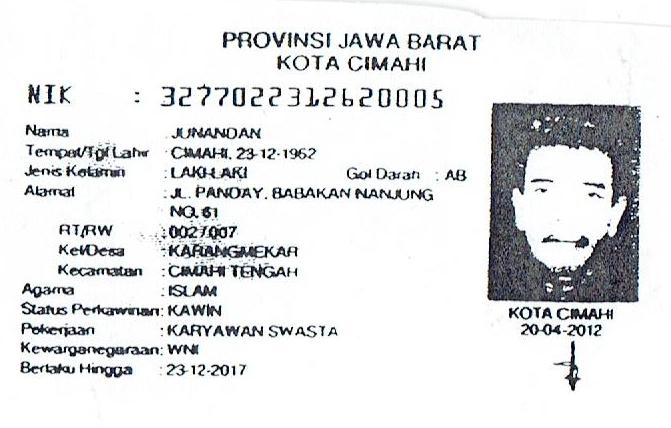 PROVINSI JAWA BARAT
KOTA CIMAHI
NIK : 3277022312620005
Nama : JUNANDAN
Tempat/Tgl Lahir : CIMAHI, 23-12-1962
Jenis Kelamin : LAKI-LAKI Gol Darah : AB
Alamat : JL. PANDAY, BABAKAN NANJUNG
NO. 61
RT/RW : 002/007
Kel/Desa : KARANGMEKAR
Kecamatan : CIMAHI TENGAH
Agama : ISLAM
Status Perkawinan: KAWIN
Pekerjaan : KARYAWAN SWASTA
Kewarganegaraan: WNI
Berlaku Hingga : 23-12-2017
KOTA CIMAHI
20-04-2012